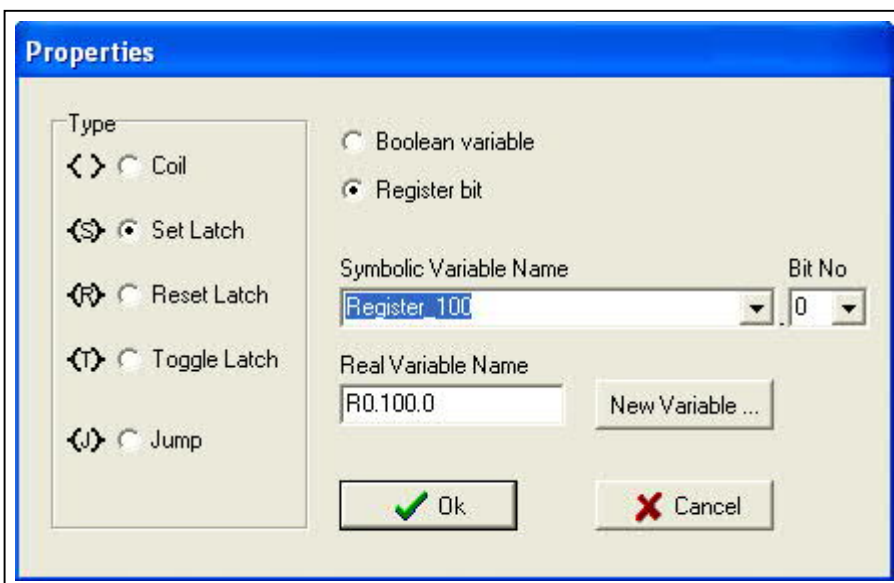 Properties
Type
< > Coil
(S) Set Latch
(R) Reset Latch
(T) Toggle Latch
(J) Jump
Boolean variable
Register bit
Symbolic Variable Name
Bit No
Register_100
.
0
Real Variable Name
R0.100.0
New Variable ...
Ok
Cancel